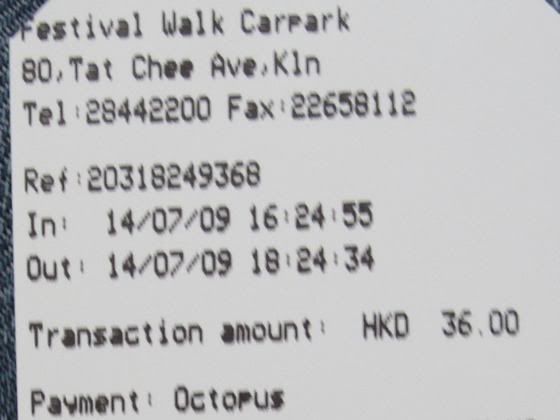 Festival Walk Carpark
80,Tat Chee Ave,Kln
Tel:28442200 Fax:22658112
Ref:20318249368
In: 14/07/09 16:24:55
Out: 14/07/09 18:24:34
Transaction amount: HKD 36.00
Payment: Octopus